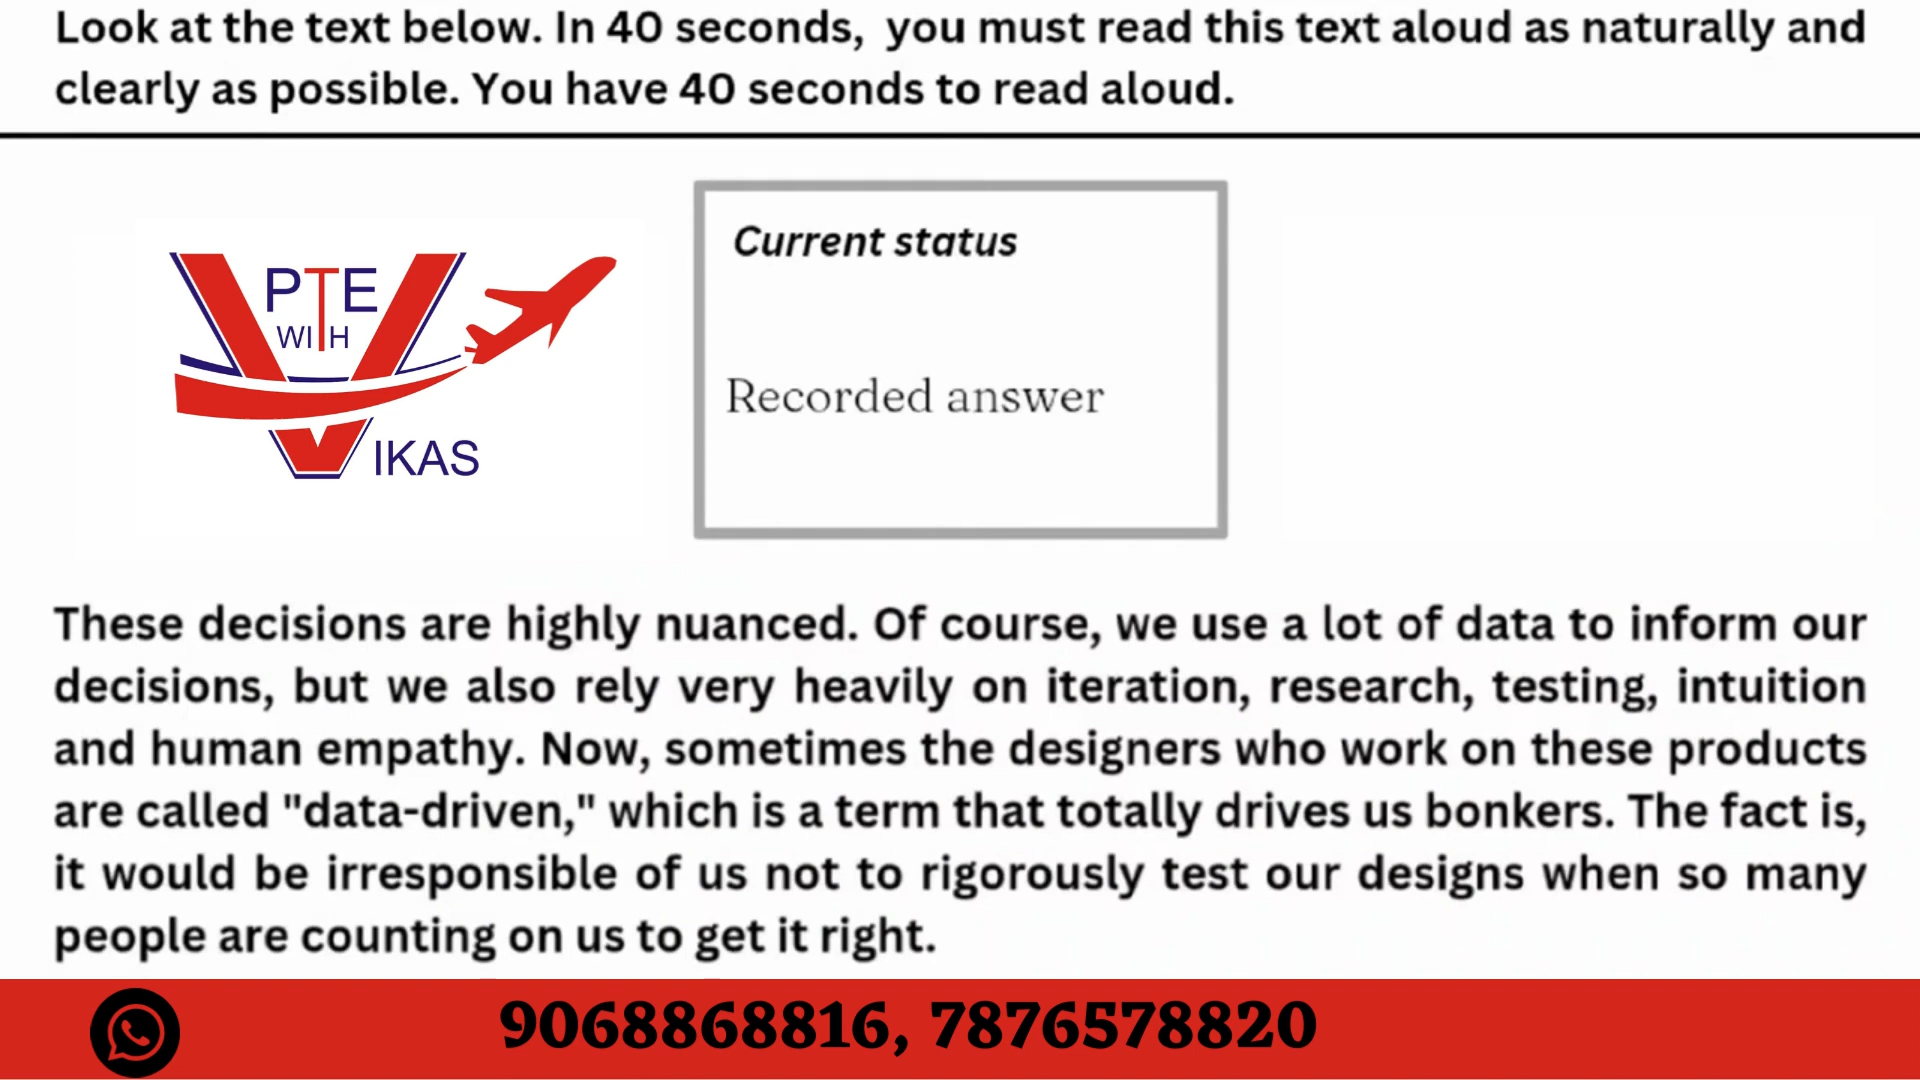 Look at the text below. In 40 seconds, you must read this text aloud as naturally and
clearly as possible. You have 40 seconds to read aloud.
PTE
WITH
VIKAS
Current status
Recorded answer
These decisions are highly nuanced. Of course, we use a lot of data to inform our
decisions, but we also rely very heavily on iteration, research, testing, intuition
and human empathy. Now, sometimes the designers who work on these products
are called "data-driven," which is a term that totally drives us bonkers. The fact is,
it would be irresponsible of us not to rigorously test our designs when so many
people are counting on us to get it right.
9068868816, 7876578820